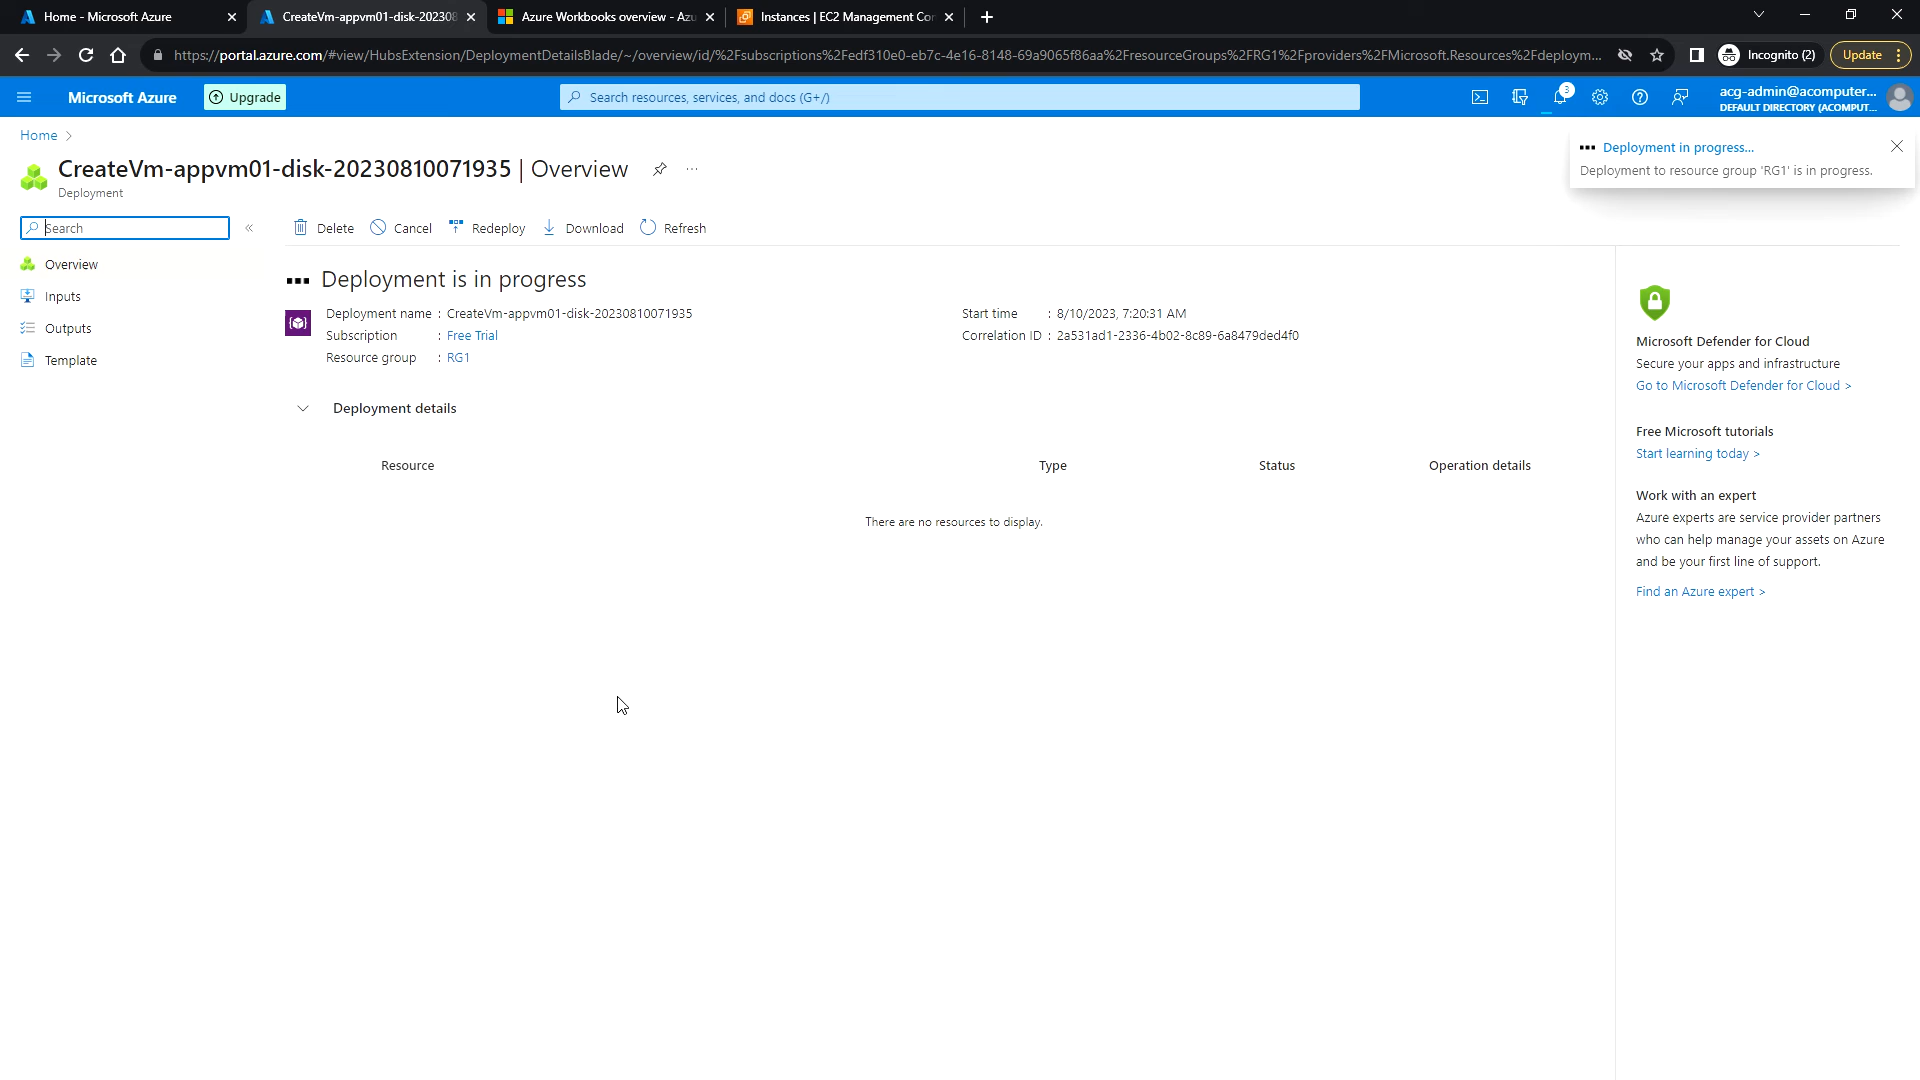 Home - Microsoft Azure
CreateVm-appvm01-disk-202308
Azure Workbooks overview - Azu
Instances | EC2 Management Con
https://portal.azure.com/#view/HubsExtension/DeploymentDetailsBlade/~/overview/id/%2Fsubscriptions%2Fedf310e0-eb7c-4e16-8148-69a9065f86aa%2FresourceGroups%2FRG1%2Fproviders%2FMicrosoft.Resources%2Fdeploym...
Incognito (2)
Update
Microsoft Azure
Upgrade
Search resources, services, and docs (G+/)
3
acg-admin@acomputer...
DEFAULT DIRECTORY (ACOMPUT...
Home >
CreateVm-appvm01-disk-20230810071935 | Overview
Deployment
Deployment in progress...
Deployment to resource group 'RG1' is in progress.
Search
Delete
Cancel
Redeploy
Download
Refresh
Overview
Inputs
Outputs
Template
Deployment is in progress
Deployment name : CreateVm-appvm01-disk-20230810071935
Subscription : Free Trial
Resource group : RG1
Start time : 8/10/2023, 7:20:31 AM
Correlation ID : 2a531ad1-2336-4b02-8c89-6a8479ded4f0
Deployment details
Resource
Type
Status
Operation details
There are no resources to display.
Microsoft Defender for Cloud
Secure your apps and infrastructure
Go to Microsoft Defender for Cloud >
Free Microsoft tutorials
Start learning today >
Work with an expert
Azure experts are service provider partners
who can help manage your assets on Azure
and be your first line of support.
Find an Azure expert >